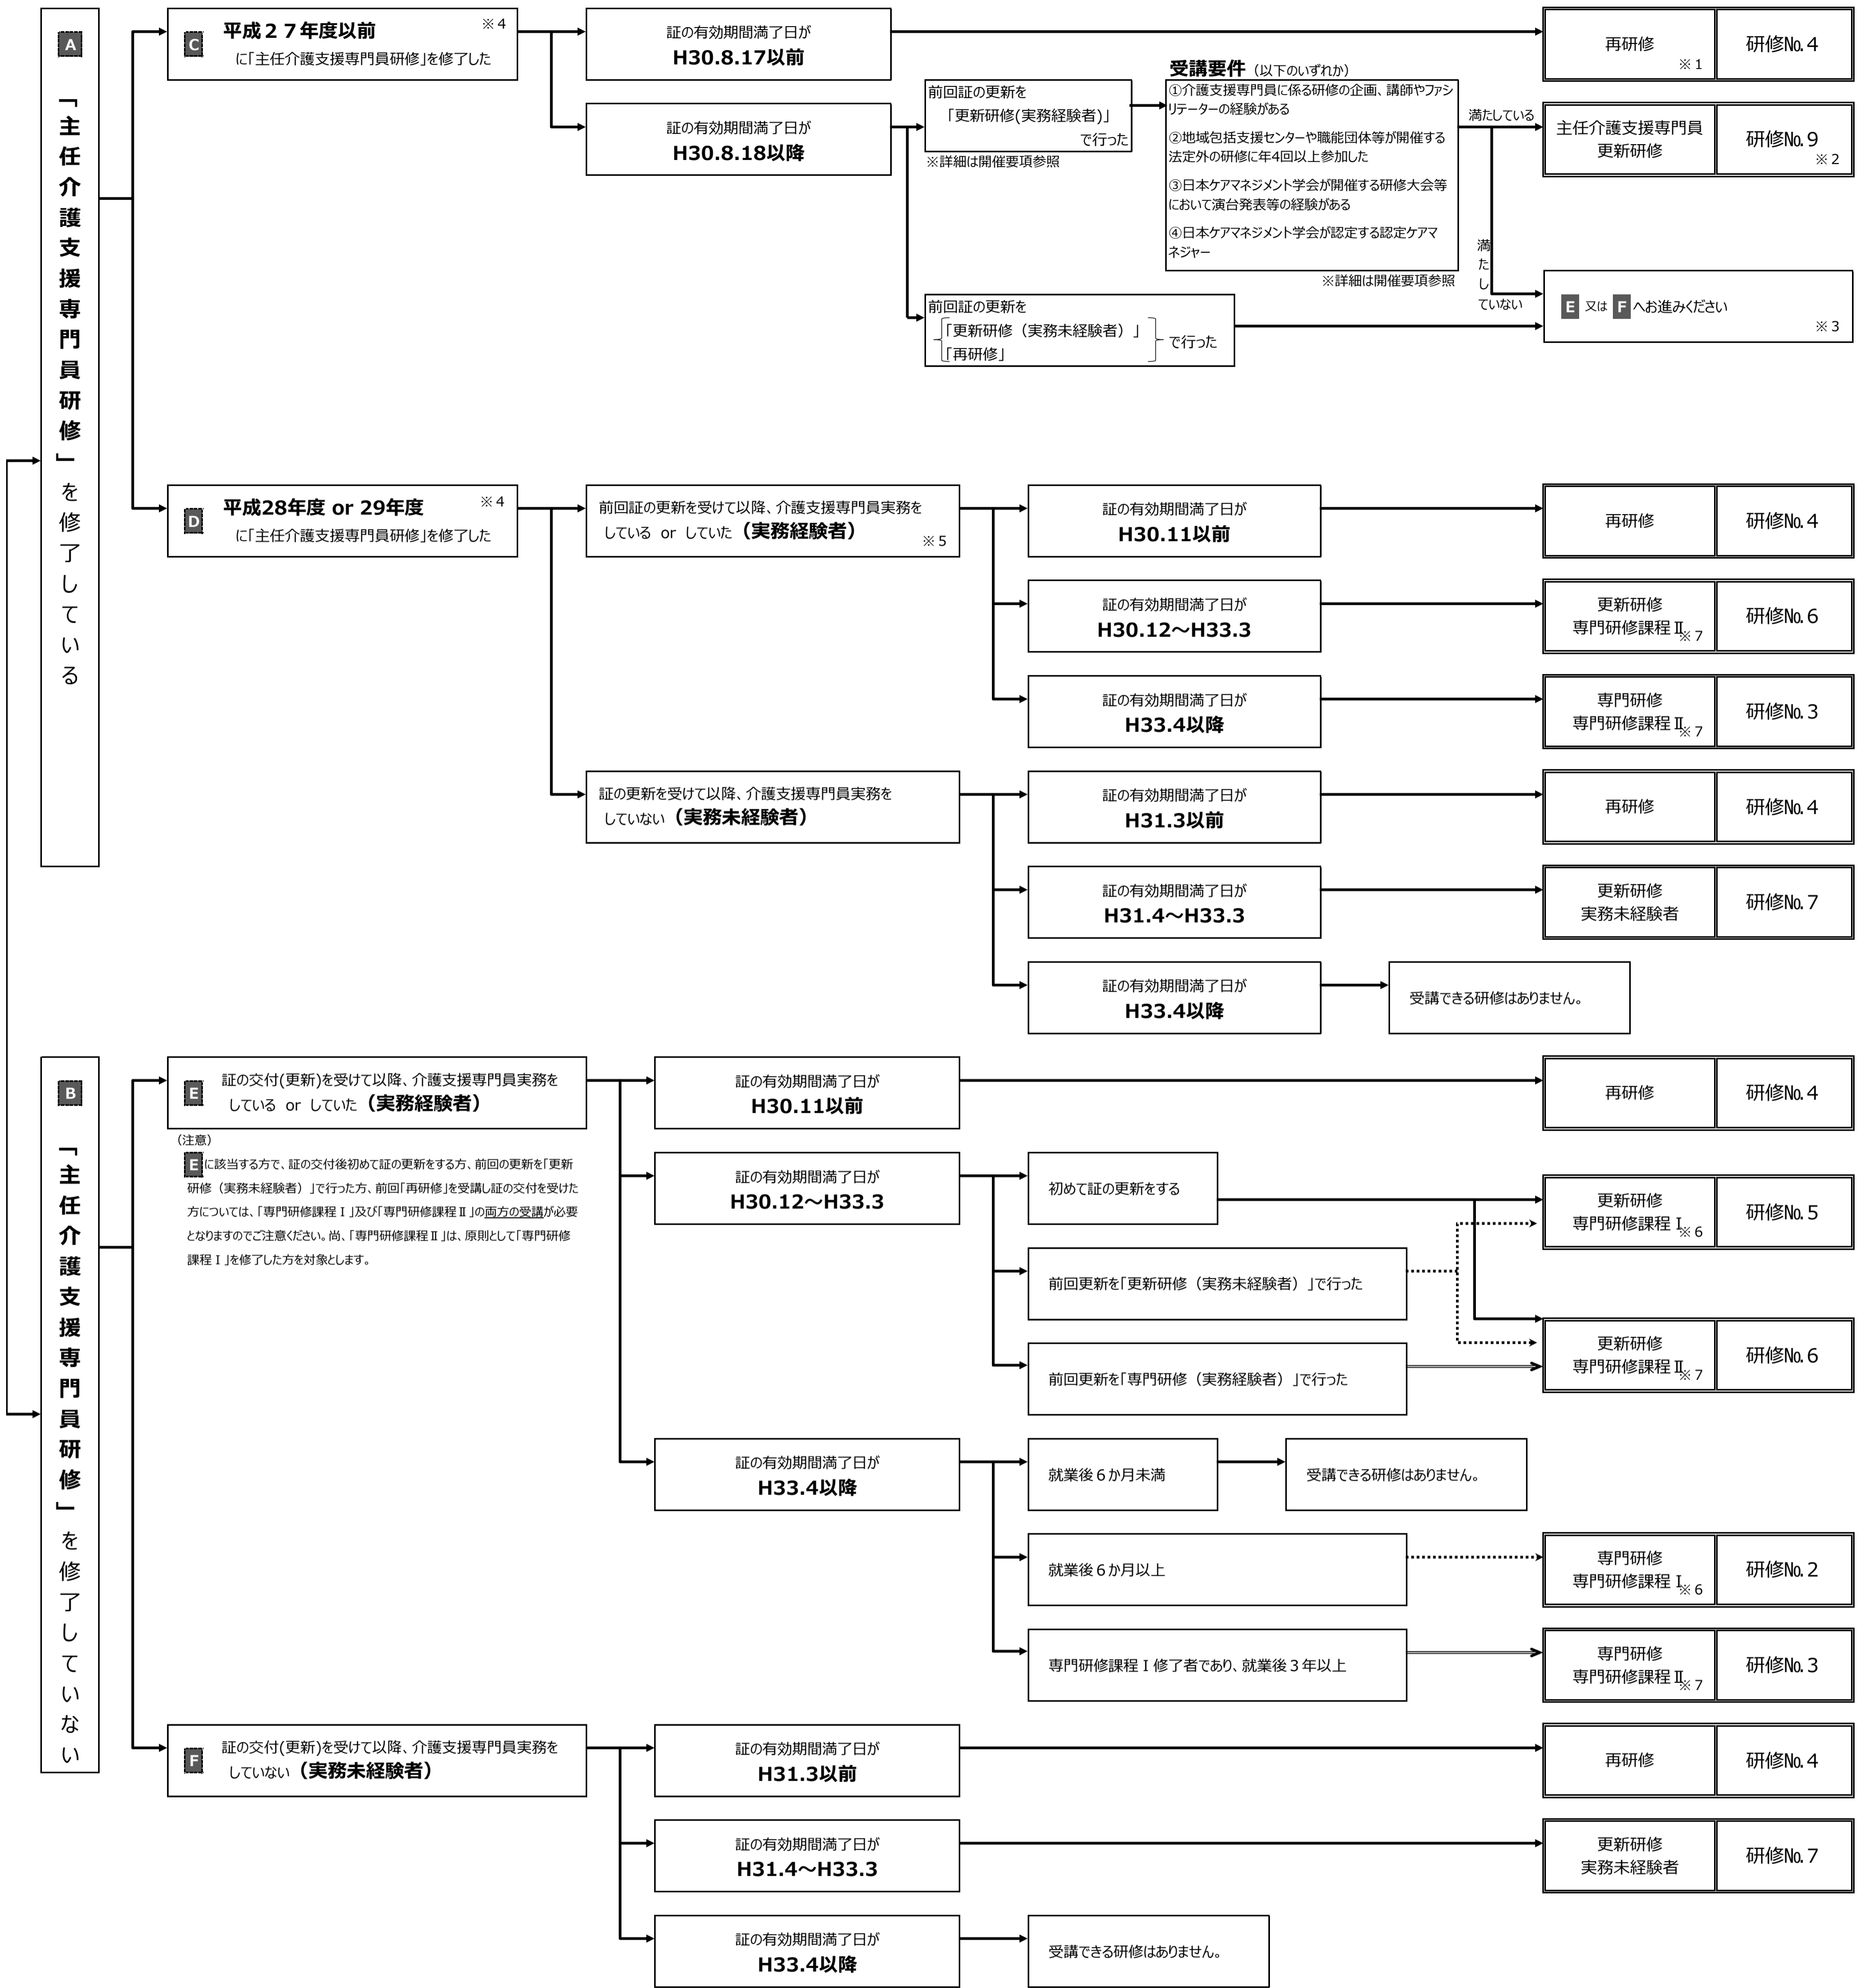 A
「主任介護支援専門員研修」を修了している
C
平成２７年度以前
※４
に「主任介護支援専門員研修」を修了した
証の有効期間満了日が
H30.8.17以前
再研修
※１
研修No.４
証の有効期間満了日が
H30.8.18以降
前回証の更新を
「更新研修(実務経験者)」
で行った
※詳細は開催要項参照
受講要件（以下のいずれか）
①介護支援専門員に係る研修の企画、講師やファシ
リテーターの経験がある
②地域包括支援センターや職能団体等が開催する
法定外の研修に年4回以上参加した
③日本ケアマネジメント学会が開催する研修大会等
において演台発表等の経験がある
④日本ケアマネジメント学会が認定する認定ケアマ
ネジャー
※詳細は開催要項参照
満たしている
主任介護支援専門員
更新研修
研修No.９
※２
満たし
ていない
前回証の更新を
「更新研修（実務未経験者）」
「再研修」
で行った
E 又は F へお進みください
※３
D
平成28年度 or 29年度
※４
に「主任介護支援専門員研修」を修了した
前回証の更新を受けて以降、介護支援専門員実務を
している or していた（実務経験者）
※５
証の有効期間満了日が
H30.11以前
再研修
研修No.４
証の有効期間満了日が
H30.12～H33.3
更新研修
専門研修課程Ⅱ
※７
研修No.６
証の有効期間満了日が
H33.4以降
専門研修
専門研修課程Ⅱ
※７
研修No.３
証の更新を受けて以降、介護支援専門員実務を
していない（実務未経験者）
証の有効期間満了日が
H31.3以前
再研修
研修No.４
証の有効期間満了日が
H31.4～H33.3
更新研修
実務未経験者
研修No.７
証の有効期間満了日が
H33.4以降
受講できる研修はありません。
B
「主任介護支援専門員研修」を修了していない
E
証の交付(更新)を受けて以降、介護支援専門員実務を
している or していた（実務経験者）
（注意）
E に該当する方で、証の交付後初めて証の更新をする方、前回の更新を「更新
研修（実務未経験者）」で行った方、前回「再研修」を受講し証の交付を受けた
方については、「専門研修課程Ⅰ」及び「専門研修課程Ⅱ」の両方の受講が必要
となりますのでご注意ください。尚、「専門研修課程Ⅱ」は、原則として「専門研修
課程Ⅰ」を修了した方を対象とします。
証の有効期間満了日が
H30.11以前
再研修
研修No.４
証の有効期間満了日が
H30.12～H33.3
初めて証の更新をする
更新研修
専門研修課程Ⅰ
※６
研修No.５
前回更新を「更新研修（実務未経験者）」で行った
前回更新を「専門研修（実務経験者）」で行った
更新研修
専門研修課程Ⅱ
※７
研修No.６
証の有効期間満了日が
H33.4以降
就業後６か月未満
受講できる研修はありません。
就業後６か月以上
専門研修
専門研修課程Ⅰ
※６
研修No.２
専門研修課程Ⅰ修了者であり、就業後３年以上
専門研修
専門研修課程Ⅱ
※７
研修No.３
F
証の交付(更新)を受けて以降、介護支援専門員実務を
していない（実務未経験者）
証の有効期間満了日が
H31.3以前
再研修
研修No.４
証の有効期間満了日が
H31.4～H33.3
更新研修
実務未経験者
研修No.７
証の有効期間満了日が
H33.4以降
受講できる研修はありません。